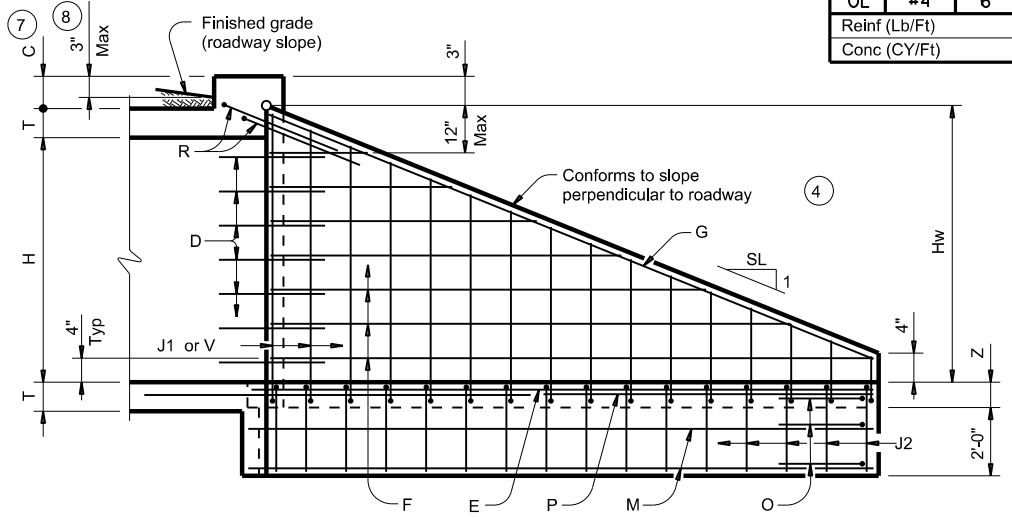 OL #4 6
Reinf (Lb/Ft)
Conc (CY/Ft)
7
8
C
3"
Max
Finished grade
(roadway slope)
3"
T
12"
Max
R
Conforms to slope
perpendicular to roadway
4
Hw
D
G
SL
1
H
4"
Typ
J1 or V
4"
Z
T
2'-0"
J2
F
E
P
M
O